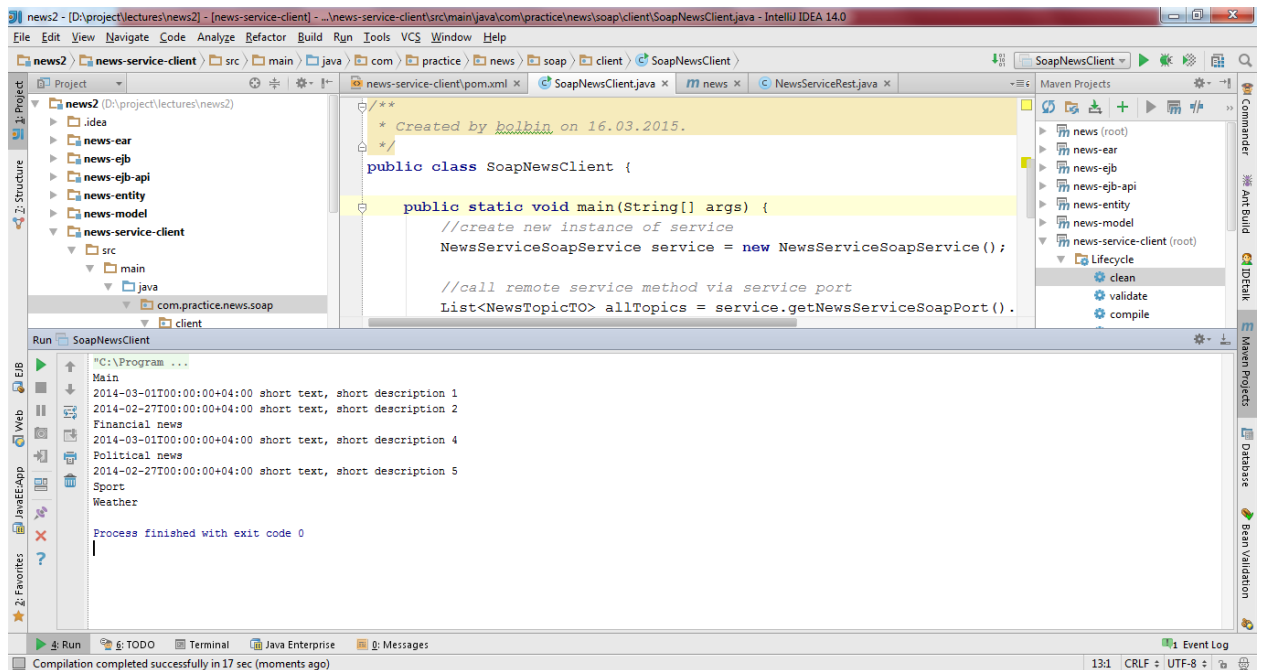 news2 - [D:\project\lectures\news2] - [news-service-client] - ...\news-service-client\src\main\java\com\practice\news\soap\client\SoapNewsClient.java - IntelliJ IDEA 14.0
File Edit View Navigate Code Analyze Refactor Build Run Tools VCS Window Help
news2 news-service-client src main java com practice news soap client SoapNewsClient
SoapNewsClient
Project
news-service-client\pom.xml SoapNewsClient.java news NewsServiceRest.java
Maven Projects
1: Project
Z: Structure
EJB
Web
JavaEE:App
2: Favorites
news2 (D:\project\lectures\news2)
.idea
news-ear
news-ejb
news-ejb-api
news-entity
news-model
news-service-client
src
main
java
com.practice.news.soap
client
/**
* Created by bolbin on 16.03.2015.
*/
public class SoapNewsClient {
public static void main(String[] args) {
//create new instance of service
NewsServiceSoapService service = new NewsServiceSoapService();
//call remote service method via service port
List<NewsTopicTO> allTopics = service.getNewsServiceSoapPort().
news (root)
news-ear
news-ejb
news-ejb-api
news-entity
news-model
news-service-client (root)
Lifecycle
clean
validate
compile
Commander
Ant Build
IDEtalk
Maven Projects
Database
Bean Validation
Run SoapNewsClient
"C:\Program ...
Main
2014-03-01T00:00:00+04:00 short text, short description 1
2014-02-27T00:00:00+04:00 short text, short description 2
Financial news
2014-03-01T00:00:00+04:00 short text, short description 4
Political news
2014-02-27T00:00:00+04:00 short text, short description 5
Sport
Weather
Process finished with exit code 0
4: Run 6: TODO Terminal Java Enterprise 0: Messages 1 Event Log
Compilation completed successfully in 17 sec (moments ago) 13:1 CRLF UTF-8